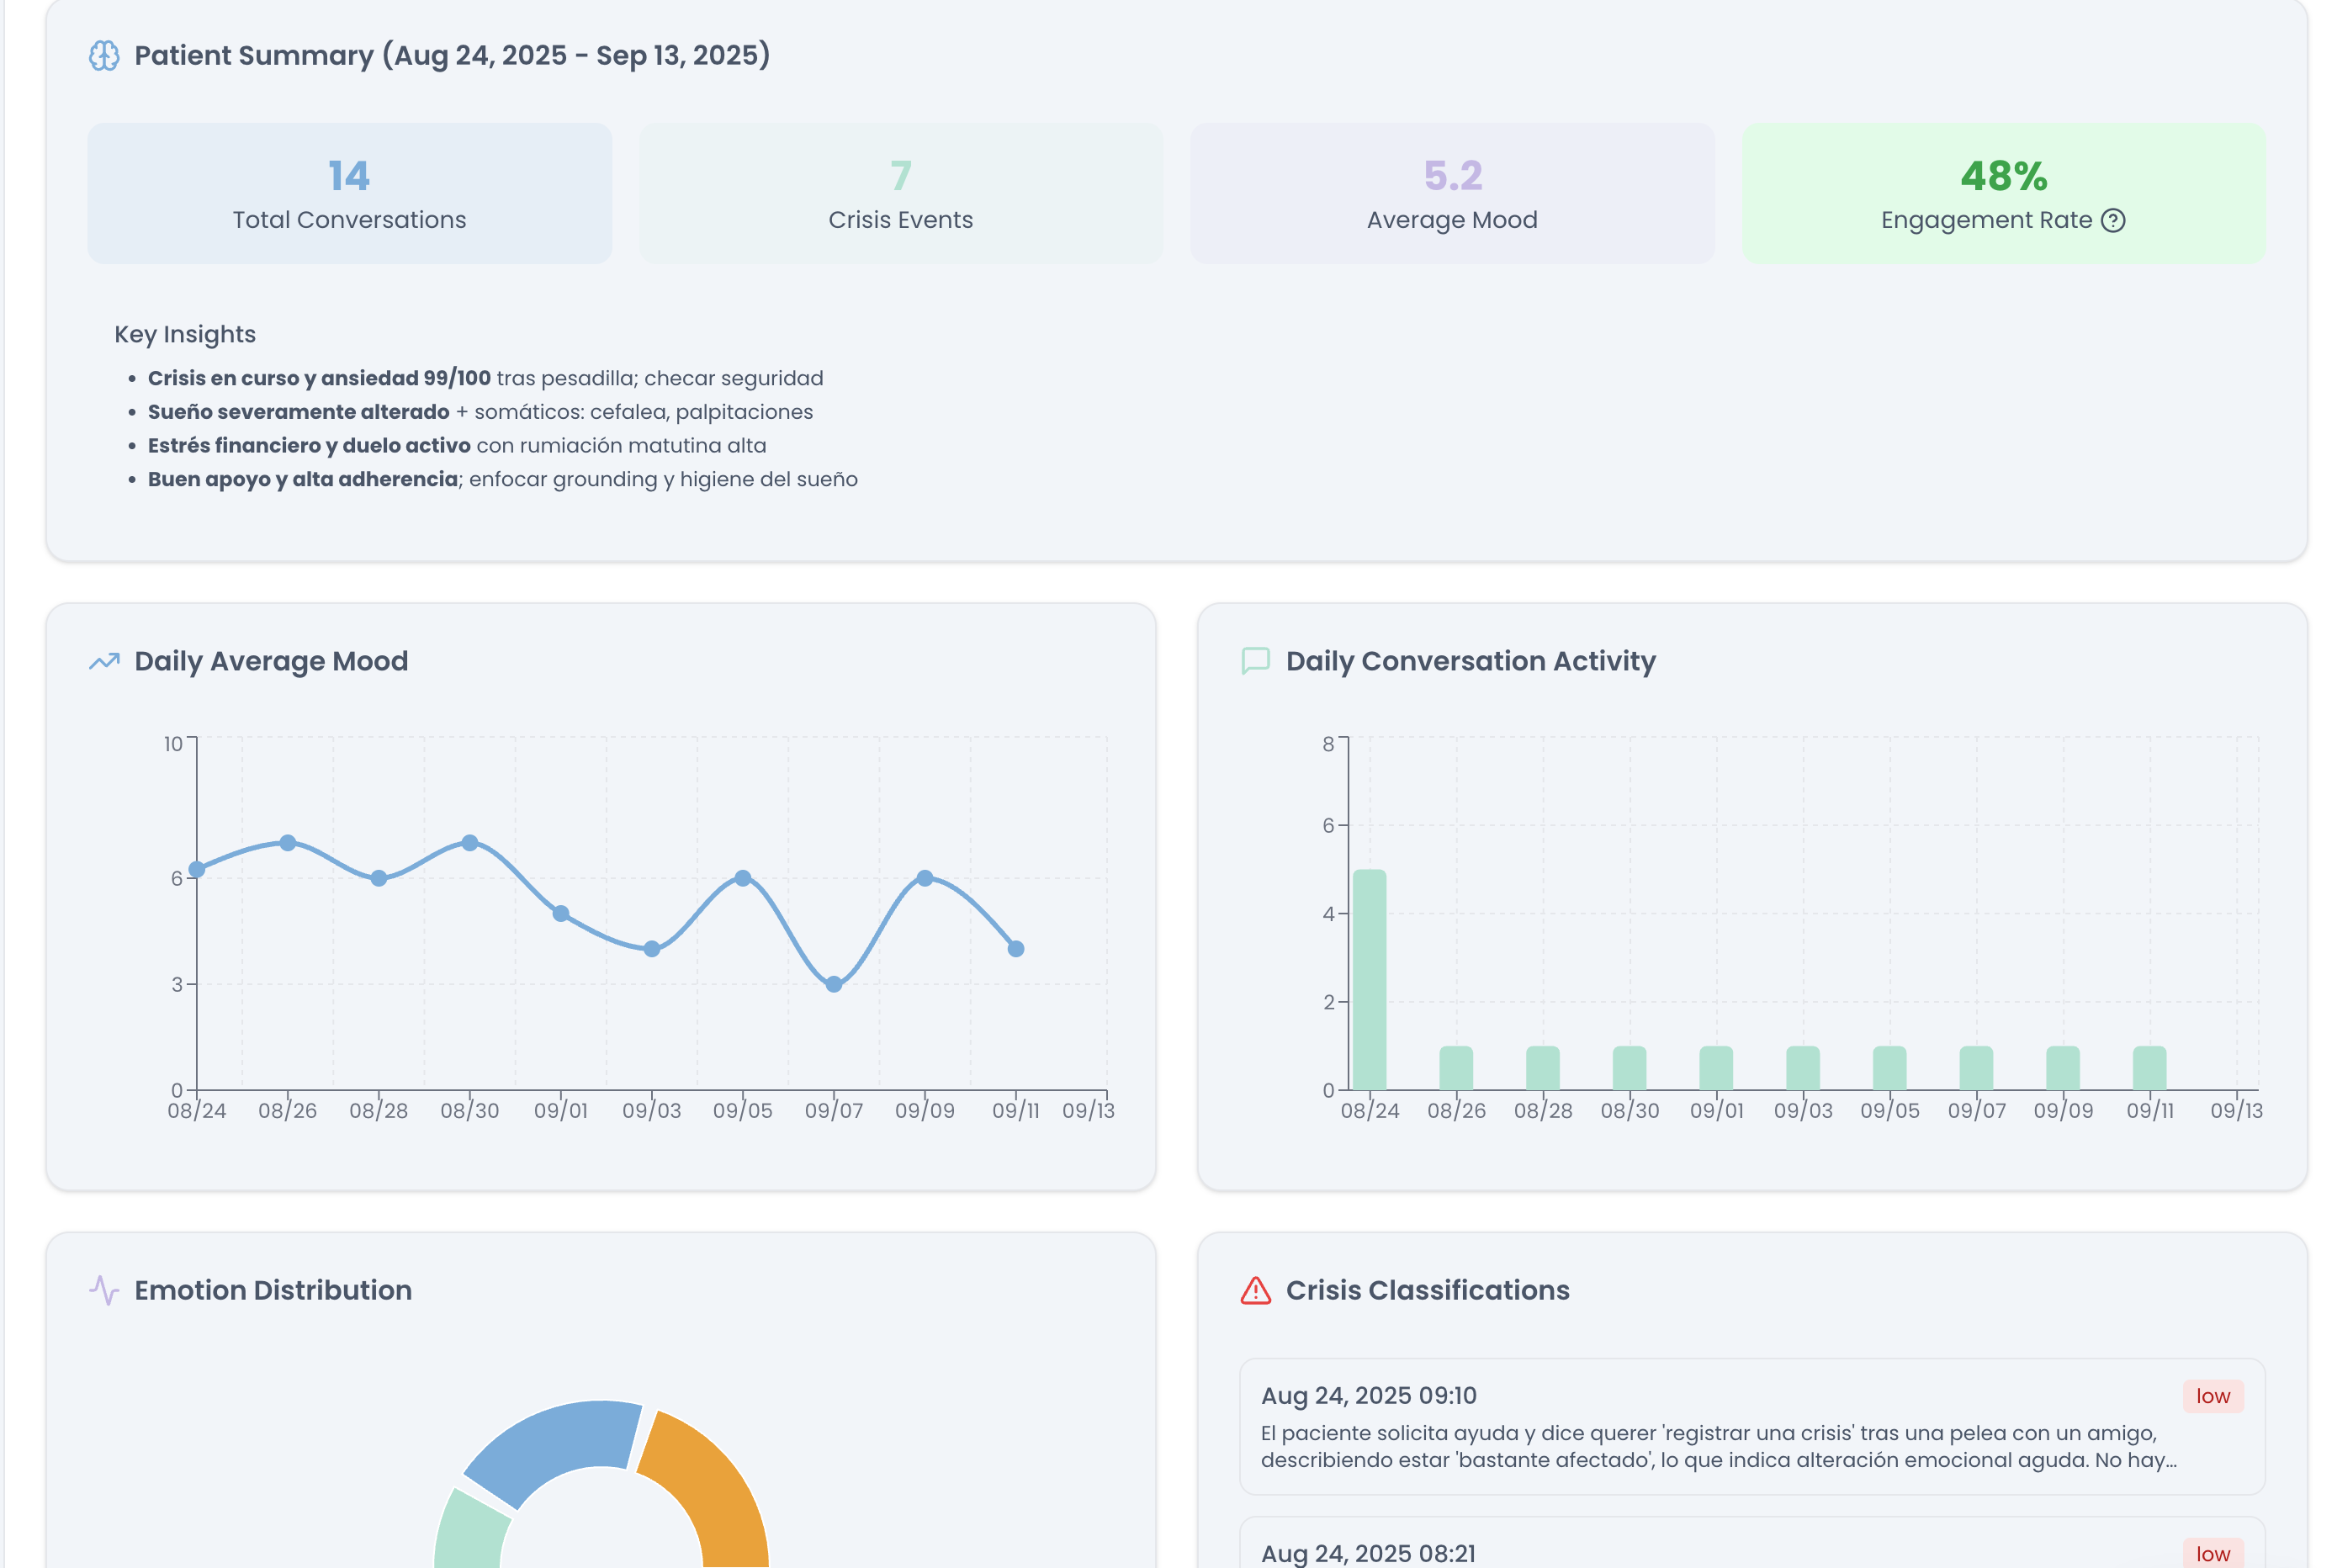 Patient Summary (Aug 24, 2025 - Sep 13, 2025)
14
Total Conversations
7
Crisis Events
5.2
Average Mood
48%
Engagement Rate
Key Insights
Crisis en curso y ansiedad 99/100 tras pesadilla; checar seguridad
Sueño severamente alterado + somáticos: cefalea, palpitaciones
Estrés financiero y duelo activo con rumiación matutina alta
Buen apoyo y alta adherencia; enfocar grounding y higiene del sueño
Daily Average Mood
10
6
3
0
08/24 08/26 08/28 08/30 09/01 09/03 09/05 09/07 09/09 09/11 09/13
Daily Conversation Activity
8
6
4
2
0
08/24 08/26 08/28 08/30 09/01 09/03 09/05 09/07 09/09 09/11 09/13
Emotion Distribution
Crisis Classifications
Aug 24, 2025 09:10
low
El paciente solicita ayuda y dice querer 'registrar una crisis' tras una pelea con un amigo,
describiendo estar 'bastante afectado', lo que indica alteración emocional aguda. No hay...
Aug 24, 2025 08:21
low